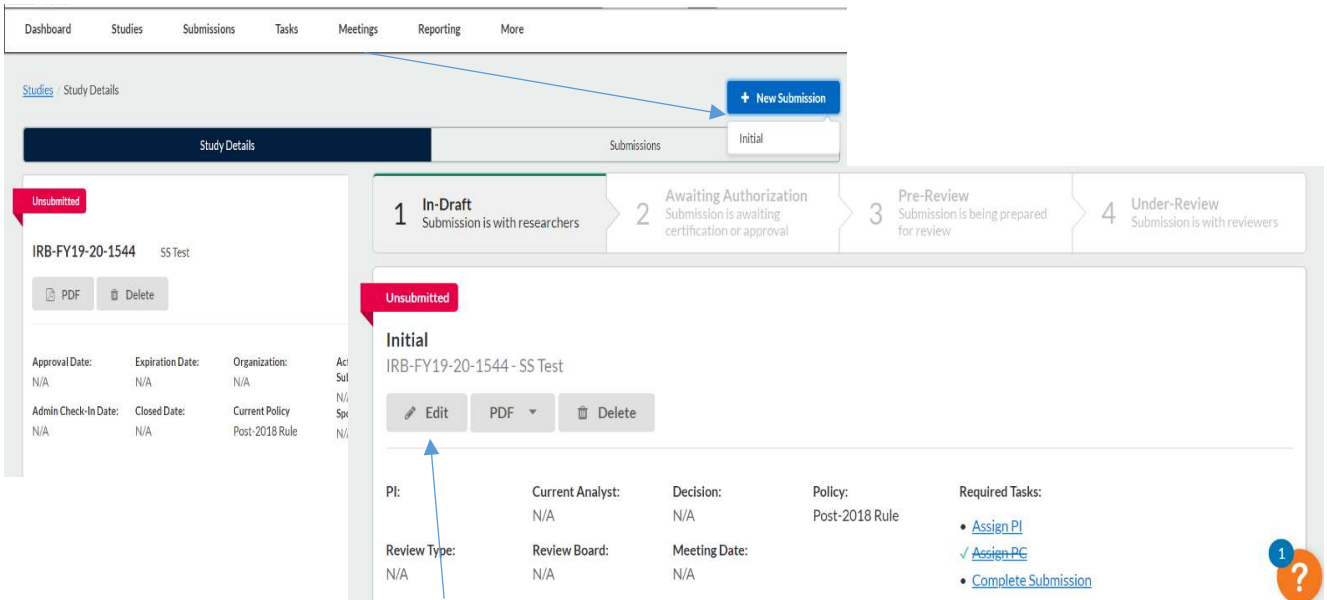 Dashboard Studies Submissions Tasks Meetings Reporting More
Studies / Study Details
+ New Submission
Initial
Study Details Submissions
Unsubmitted
IRB-FY19-20-1544 SS Test
PDF Delete
Approval Date: Expiration Date: Organization:
N/A N/A N/A
Admin Check-In Date: Closed Date: Current Policy
N/A N/A Post-2018 Rule
1 In-Draft
Submission is with researchers
2 Awaiting Authorization
Submission is awaiting
certification or approval
3 Pre-Review
Submission is being prepared
for review
4 Under-Review
Submission is with reviewers
Unsubmitted
Initial
IRB-FY19-20-1544 - SS Test
Edit PDF Delete
PI: Current Analyst: Decision: Policy: Required Tasks:
N/A N/A Post-2018 Rule
• Assign PI
Review Type: Review Board: Meeting Date:
✓ Assign PC
N/A N/A N/A
• Complete Submission
1
?